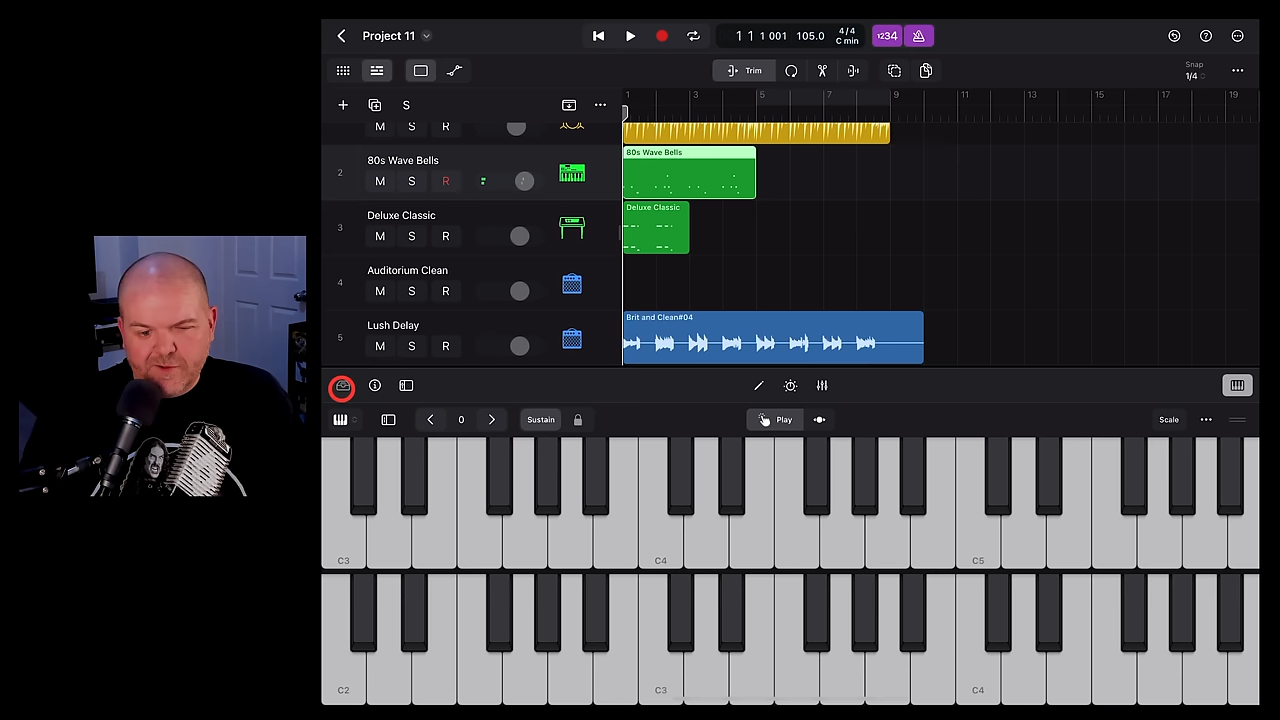 Project 11
1 1 1 001 105.0 4/4 C min
1234
Trim
Snap
1/4
S
1 3 5 7 9 11 13 15 17 19
M S R
2 80s Wave Bells
M S R
80s Wave Bells
3 Deluxe Classic
M S R
Deluxe Classic
4 Auditorium Clean
M S R
5 Lush Delay
M S R
Brit and Clean#04
0 Sustain Play Scale
C3 C4 C5
C2 C3 C4